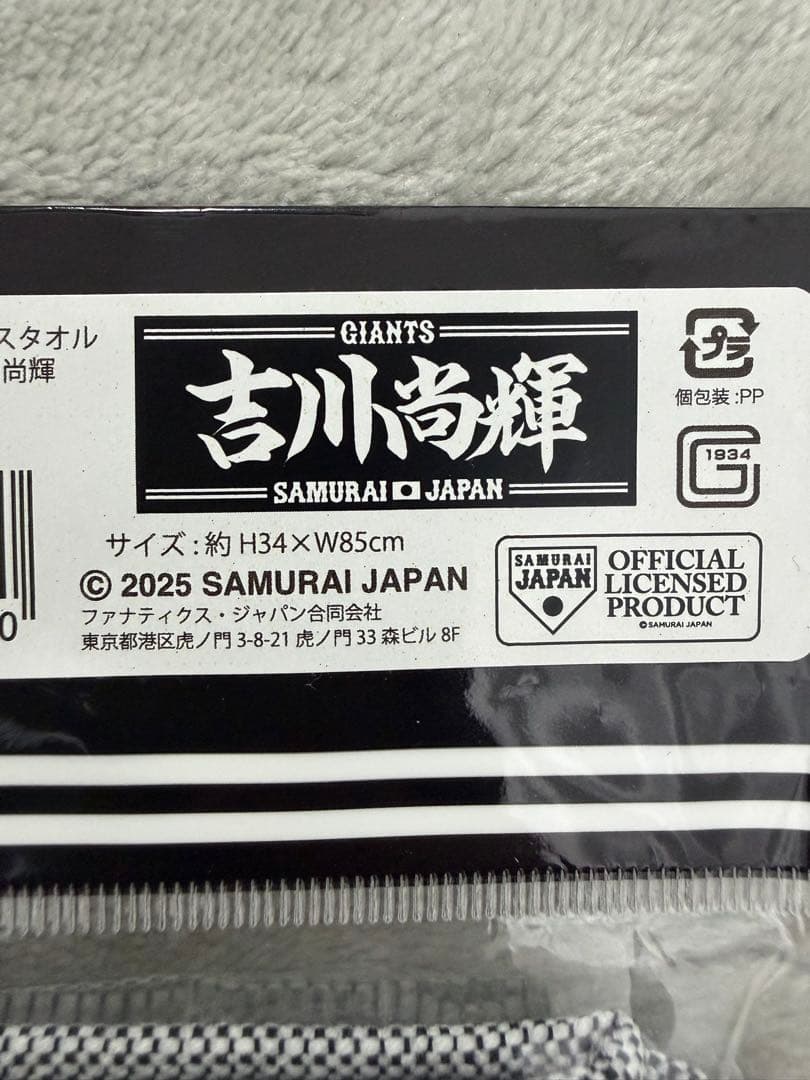 スタオル
尚輝
0
GIANTS
吉川尚輝
SAMURAI JAPAN
サイズ : 約 H34×W85cm
© 2025 SAMURAI JAPAN
ファナティクス・ジャパン合同会社
東京都港区虎ノ門 3-8-21 虎ノ門 33 森ビル 8F
プラ
個包装 :PP
1934
G
SAMURAI
JAPAN
OFFICIAL
LICENSED
PRODUCT
©SAMURAI JAPAN